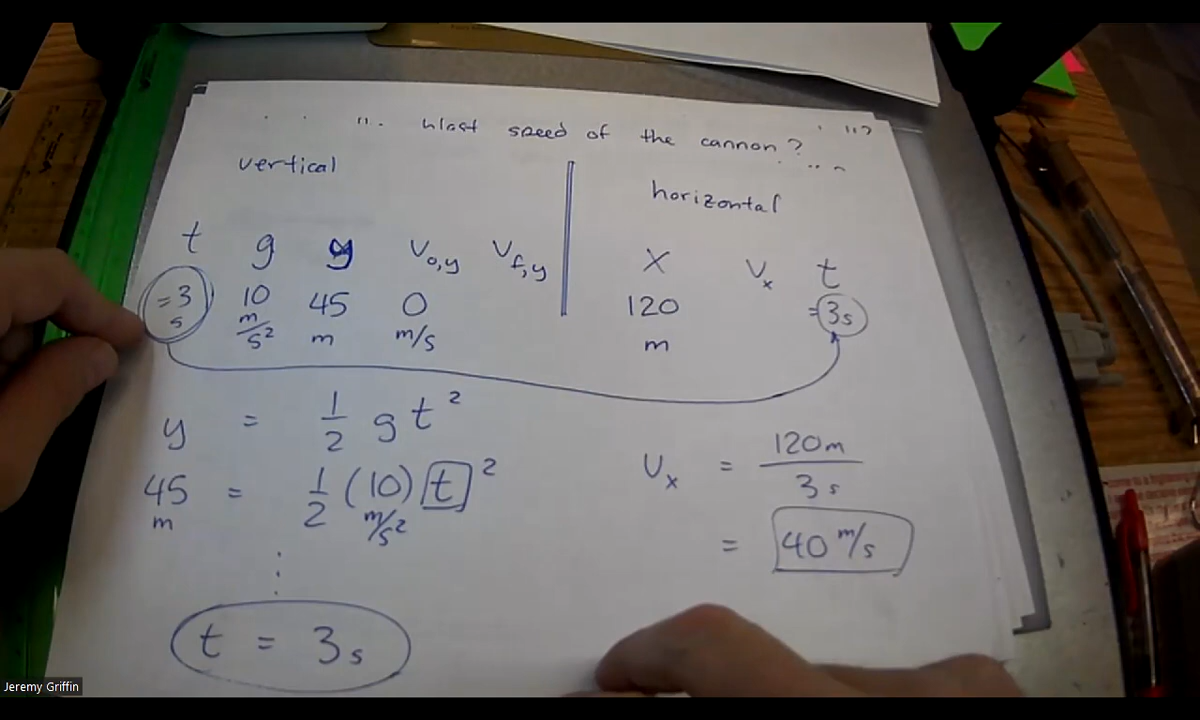 blast speed of the cannon?
vertical
horizontal
t g y V₀,y Vf,y
x Vx t
=3 s 10 m/s² 45 m 0 m/s
120 m =3s
y = 1/2 g t²
45 m = 1/2 (10) m/s² t ²
Vx = 120m / 3s
= 40 m/s
⋮
t = 3s
Jeremy Griffin